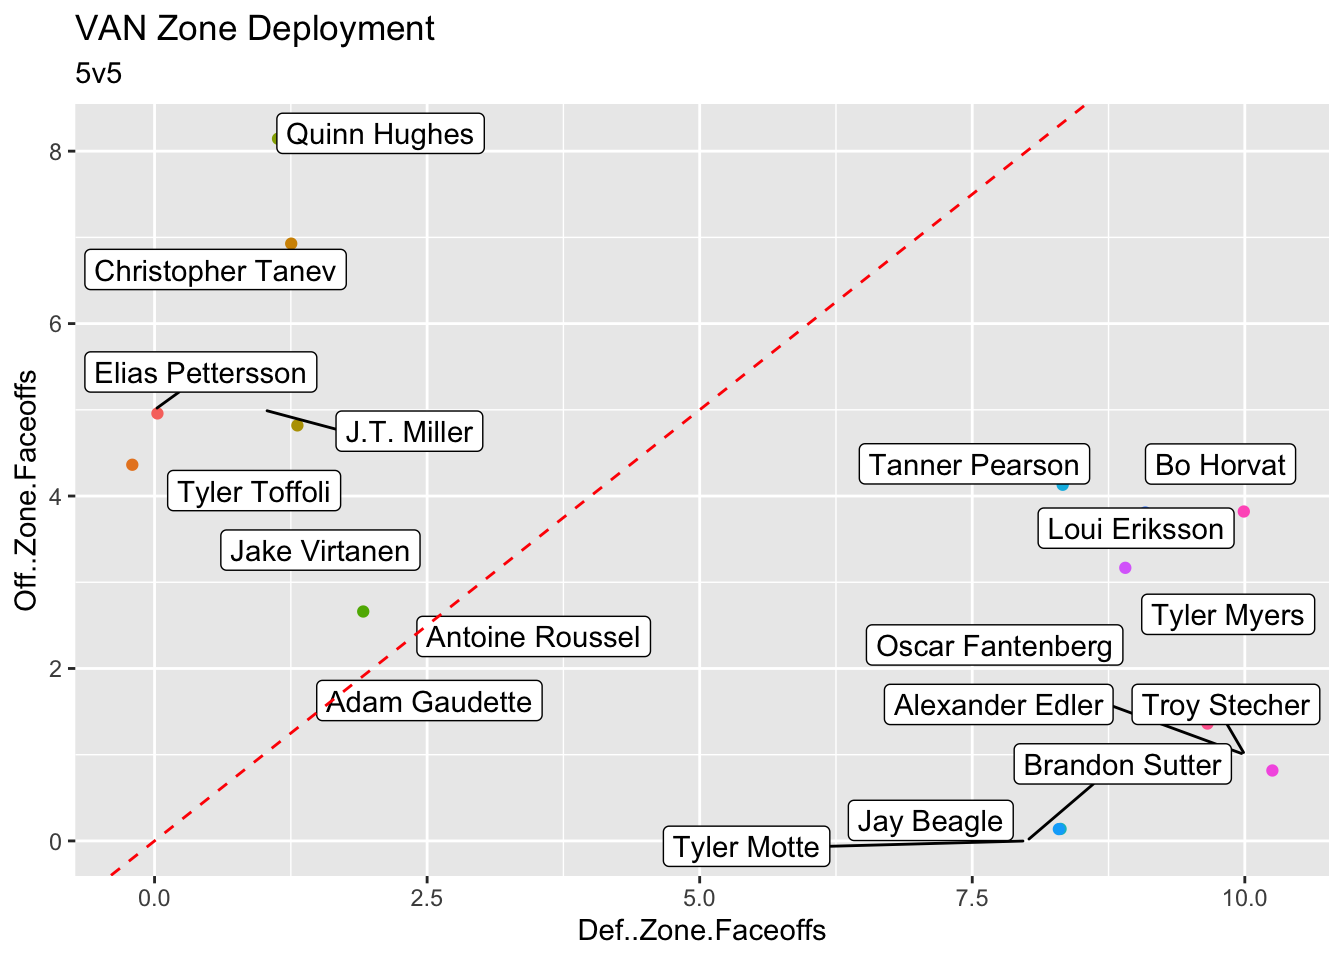 VAN Zone Deployment
5v5
Off..Zone.Faceoffs
8
6
4
2
0
Quinn Hughes
Christopher Tanev
Elias Pettersson
J.T. Miller
Tyler Toffoli
Jake Virtanen
Antoine Roussel
Adam Gaudette
Tanner Pearson
Bo Horvat
Loui Eriksson
Tyler Myers
Oscar Fantenberg
Alexander Edler
Troy Stecher
Brandon Sutter
Jay Beagle
Tyler Motte
0.0
2.5
5.0
7.5
10.0
Def..Zone.Faceoffs